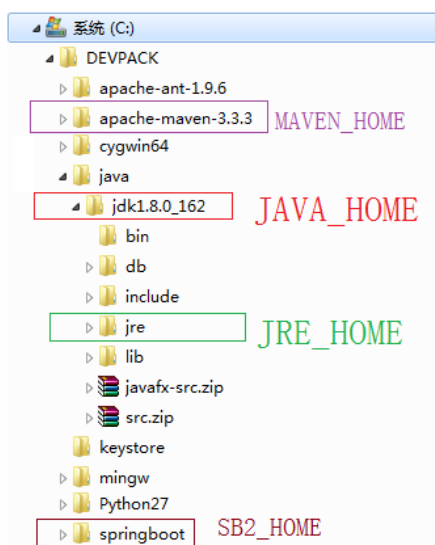 系统 (C:)
DEVPACK
apache-ant-1.9.6
apache-maven-3.3.3 MAVEN_HOME
cygwin64
java
jdk1.8.0_162 JAVA_HOME
bin
db
include
jre JRE_HOME
lib
javafx-src.zip
src.zip
keystore
mingw
Python27
springboot SB2_HOME